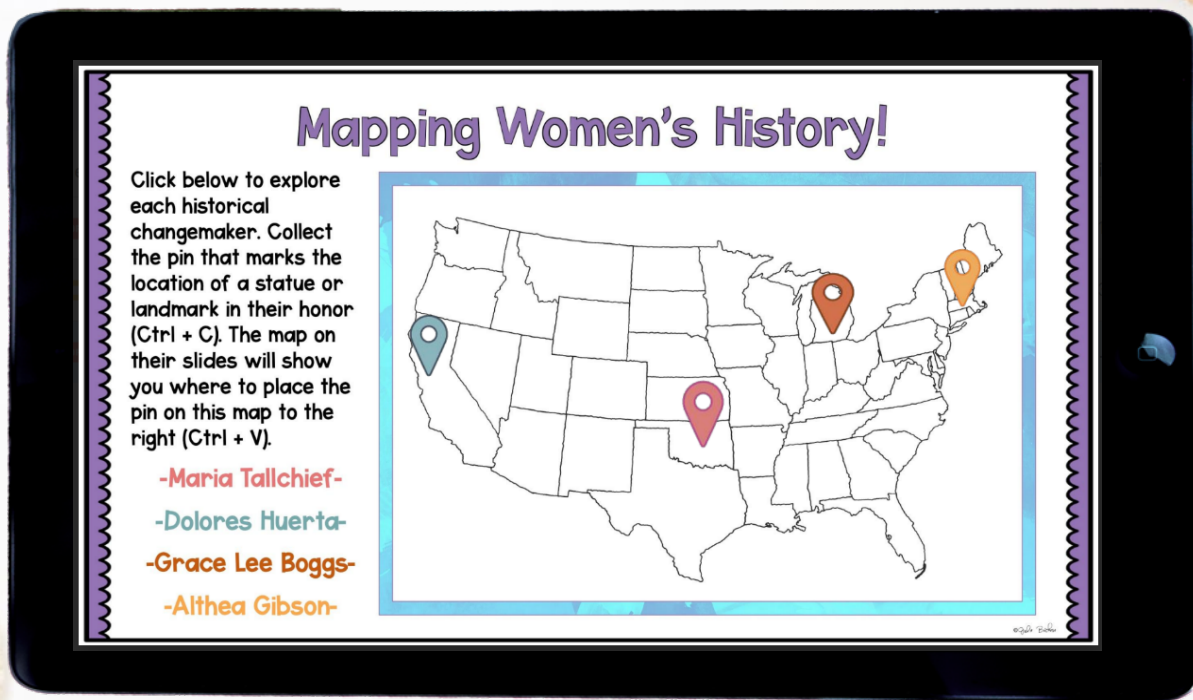 Mapping Women's History!
Click below to explore
each historical
changemaker. Collect
the pin that marks the
location of a statue or
landmark in their honor
(Ctrl + C). The map on
their slides will show
you where to place the
pin on this map to the
right (Ctrl + V).
-Maria Tallchief-
-Dolores Huerta-
-Grace Lee Boggs-
-Althea Gibson-